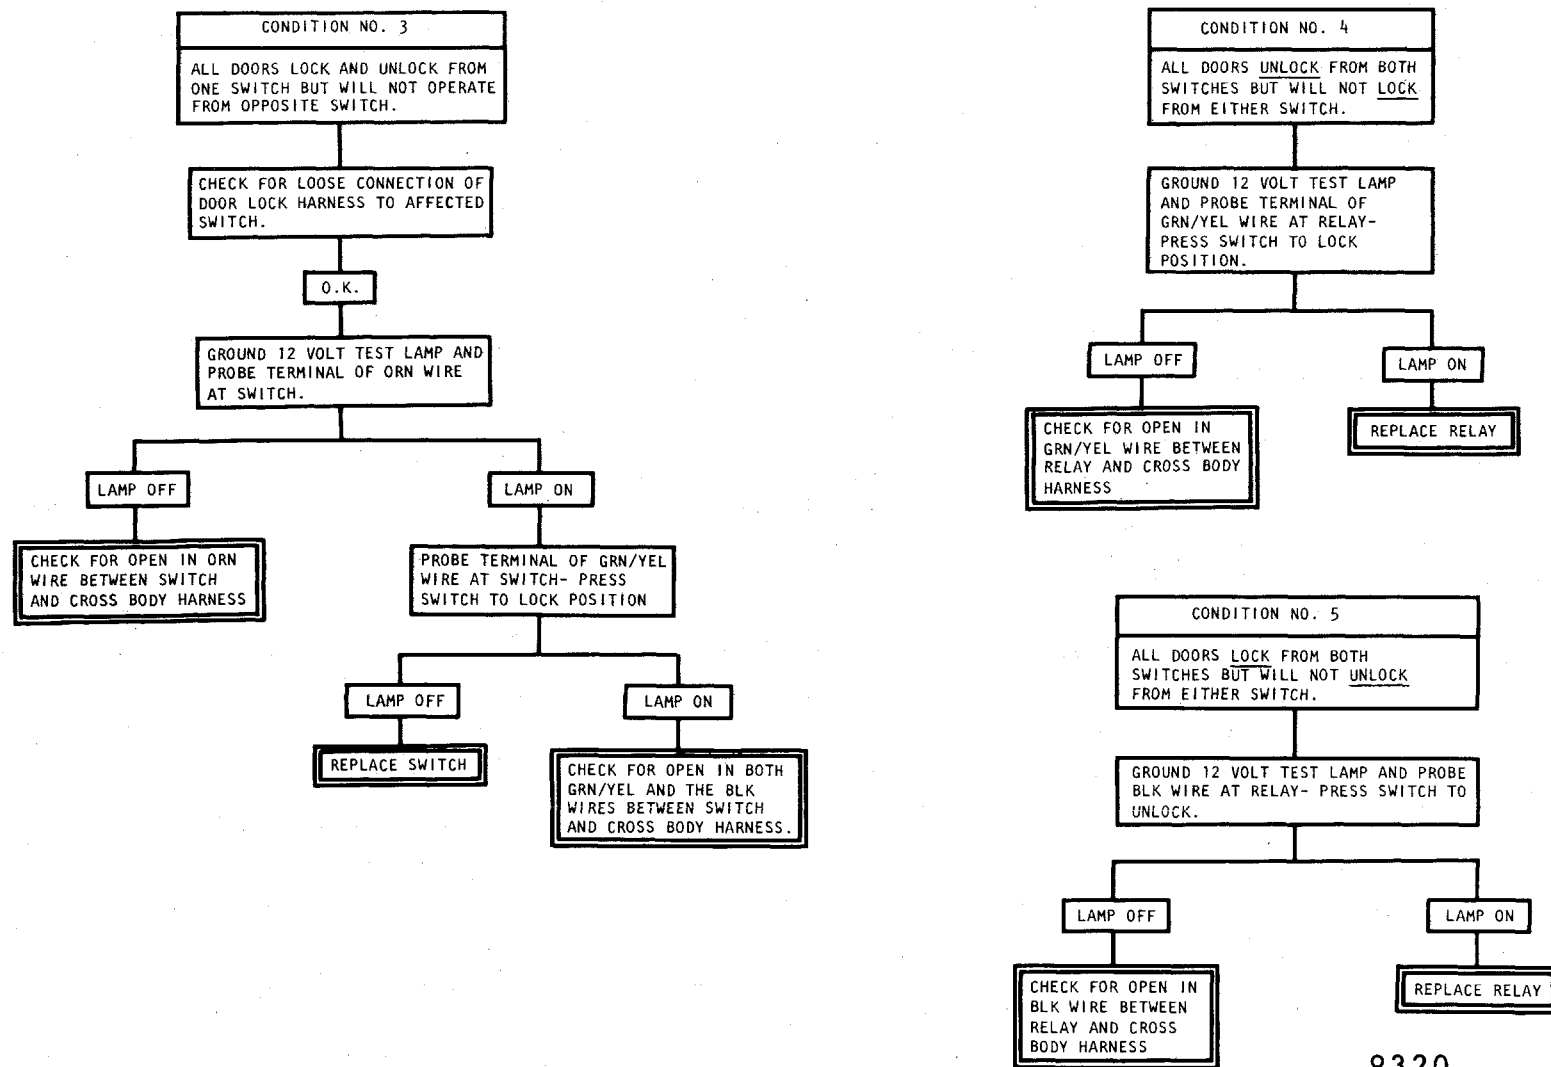 CONDITION NO. 3
ALL DOORS LOCK AND UNLOCK FROM
ONE SWITCH BUT WILL NOT OPERATE
FROM OPPOSITE SWITCH.
CHECK FOR LOOSE CONNECTION OF
DOOR LOCK HARNESS TO AFFECTED
SWITCH.
O.K.
GROUND 12 VOLT TEST LAMP AND
PROBE TERMINAL OF ORN WIRE
AT SWITCH.
LAMP OFF
LAMP ON
CHECK FOR OPEN IN ORN
WIRE BETWEEN SWITCH
AND CROSS BODY HARNESS
PROBE TERMINAL OF GRN/YEL
WIRE AT SWITCH- PRESS
SWITCH TO LOCK POSITION
LAMP OFF
LAMP ON
REPLACE SWITCH
CHECK FOR OPEN IN BOTH
GRN/YEL AND THE BLK
WIRES BETWEEN SWITCH
AND CROSS BODY HARNESS.
CONDITION NO. 4
ALL DOORS UNLOCK FROM BOTH
SWITCHES BUT WILL NOT LOCK
FROM EITHER SWITCH.
GROUND 12 VOLT TEST LAMP
AND PROBE TERMINAL OF
GRN/YEL WIRE AT RELAY-
PRESS SWITCH TO LOCK
POSITION.
LAMP OFF
LAMP ON
CHECK FOR OPEN IN
GRN/YEL WIRE BETWEEN
RELAY AND CROSS BODY
HARNESS
REPLACE RELAY
CONDITION NO. 5
ALL DOORS LOCK FROM BOTH
SWITCHES BUT WILL NOT UNLOCK
FROM EITHER SWITCH.
GROUND 12 VOLT TEST LAMP AND PROBE
BLK WIRE AT RELAY- PRESS SWITCH TO
UNLOCK.
LAMP OFF
LAMP ON
CHECK FOR OPEN IN
BLK WIRE BETWEEN
RELAY AND CROSS
BODY HARNESS
REPLACE RELAY
9320